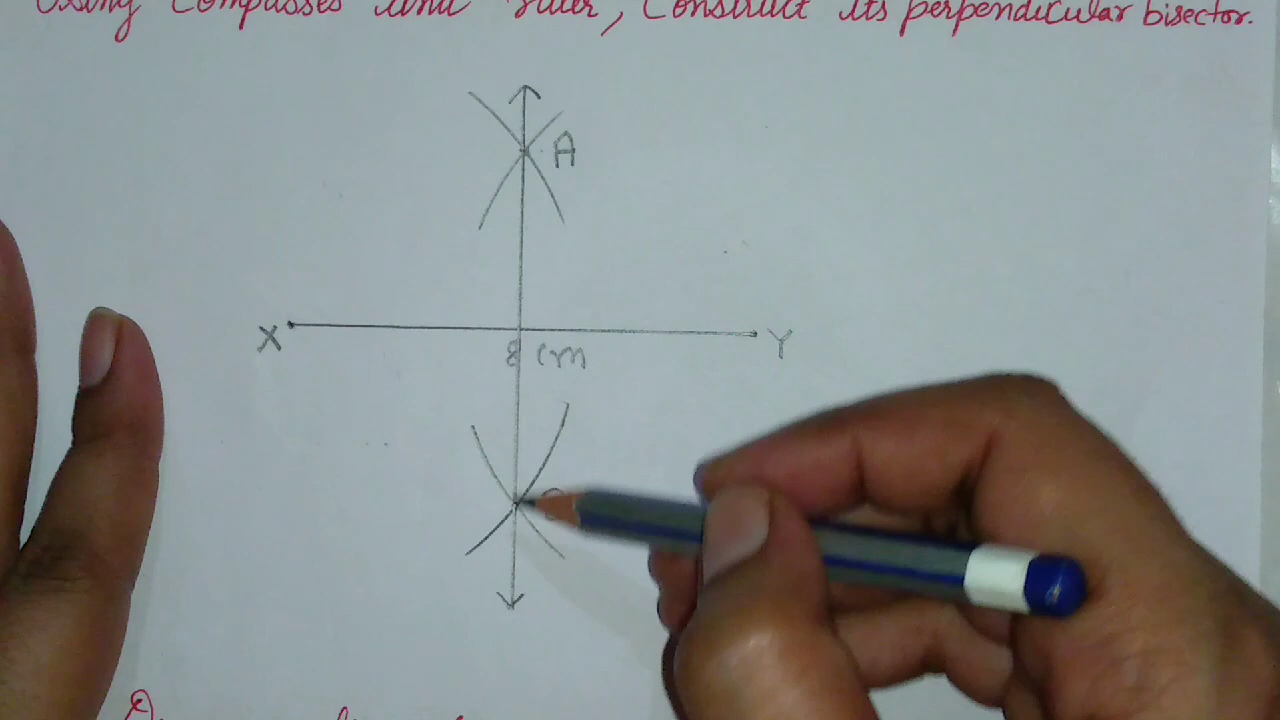 Using compasses and ruler, construct its perpendicular bisector.
A
X
Y
8 cm